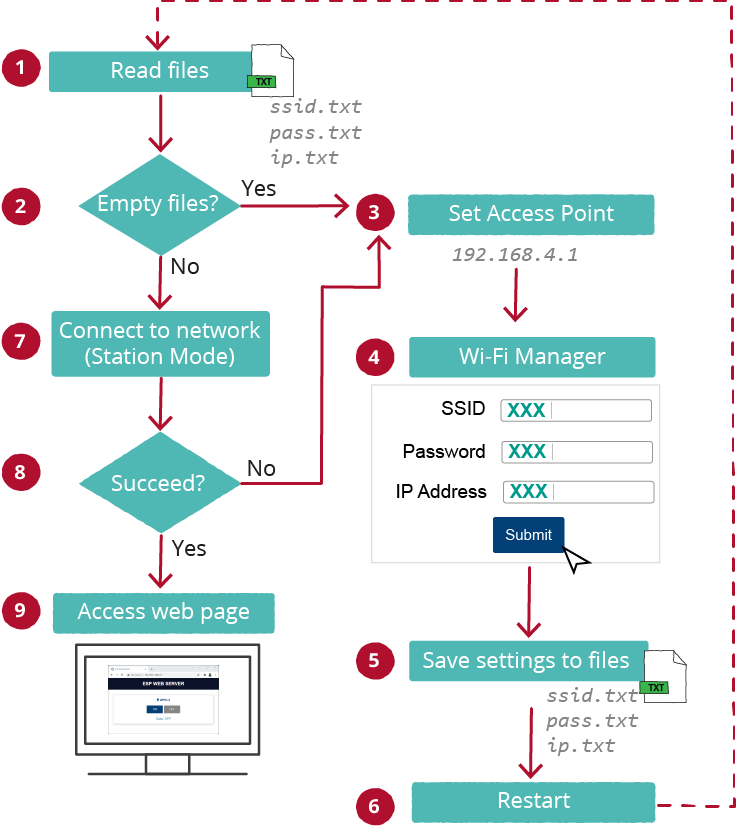 1
Read files
TXT
ssid.txt
pass.txt
ip.txt
2
Empty files?
Yes
No
3
Set Access Point
192.168.4.1
7
Connect to network
(Station Mode)
4
Wi-Fi Manager
SSID
XXX
Password
XXX
IP Address
XXX
Submit
8
Succeed?
No
Yes
9
Access web page
ESP WEB SERVER
5
Save settings to files
TXT
ssid.txt
pass.txt
ip.txt
6
Restart